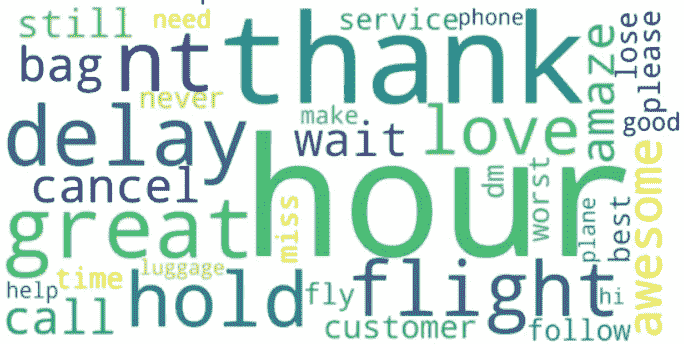 still
need
service
phone
thank
bag
nt
never
amaze
lose
please
make
good
delay
wait
love
cancel
hour
dm
worst
great
miss
plane
best
awesome
time
luggage
help
hold
fly
flight
hi
call
customer
follow